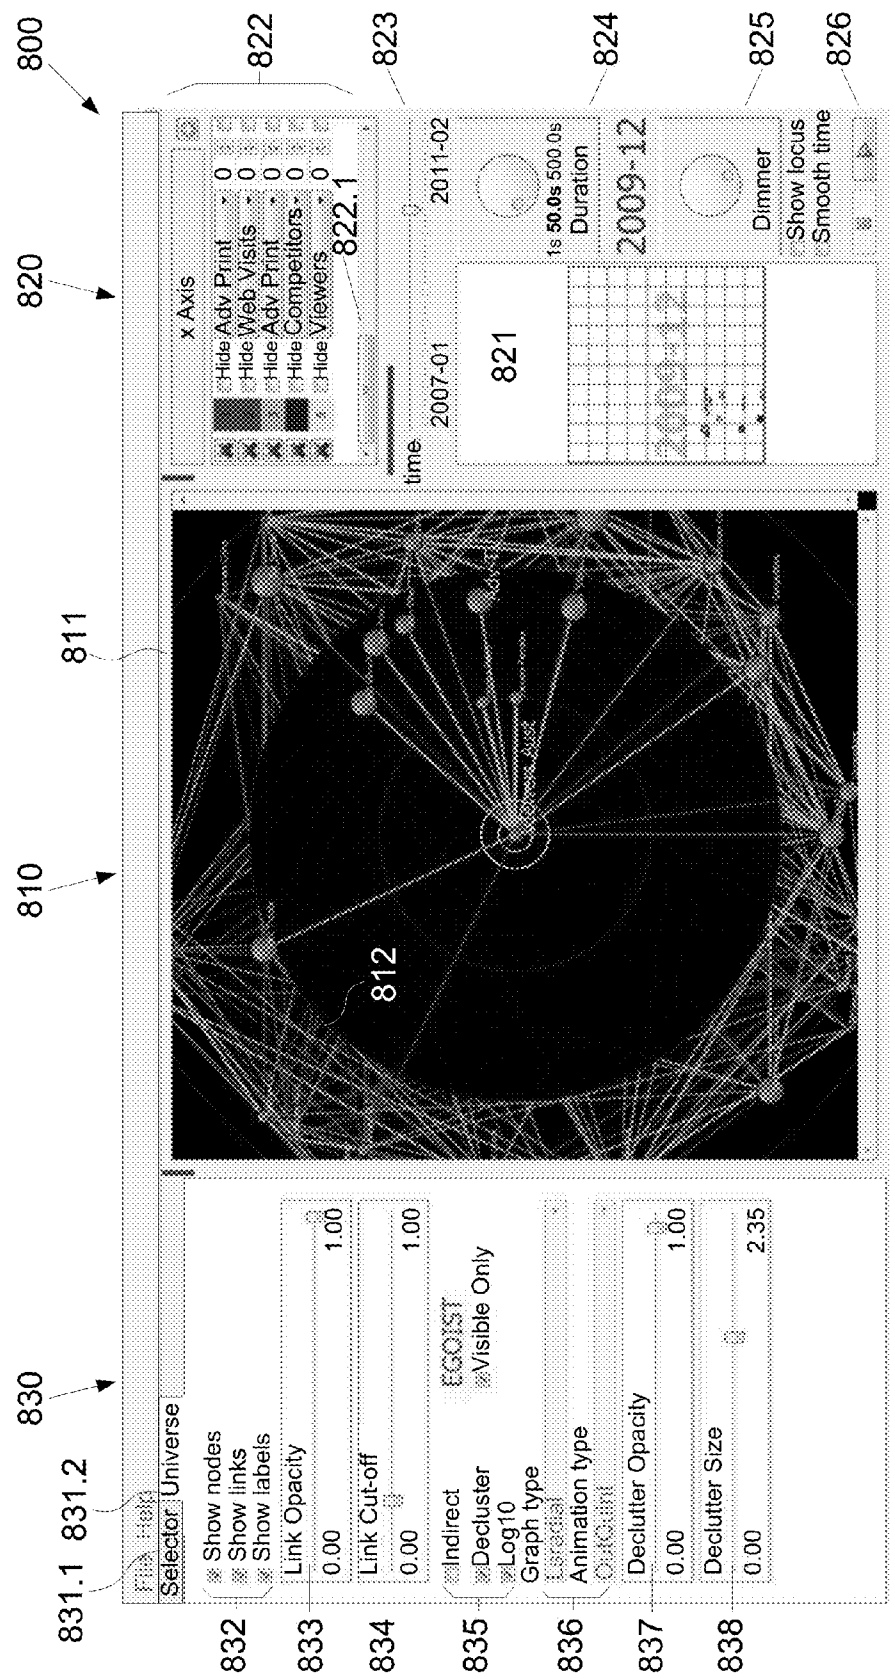 800
810
820
830
811
812
821
822
822.1
823
824
825
826
831.1
831.2
832
833
834
835
836
837
838
File Help
Selector Universe
Show nodes
Show links
Show labels
Link Opacity
0.00 1.00
Link Cut-off
0.00 1.00
Indirect EGOIST
Decluster Visible Only
Log10
Graph type
Animation type
Declutter Opacity
0.00 1.00
Declutter Size
0.00 2.35
x Axis
Hide Adv Print 0
Hide Web Visits 0
Hide Adv Print 0
Hide Competitors 0
Hide Viewers 0
time
2007-01 2011-02
2009-12
1s 50.0s 500.0s
Duration
2009-12
Dimmer
Show locus
Smooth time